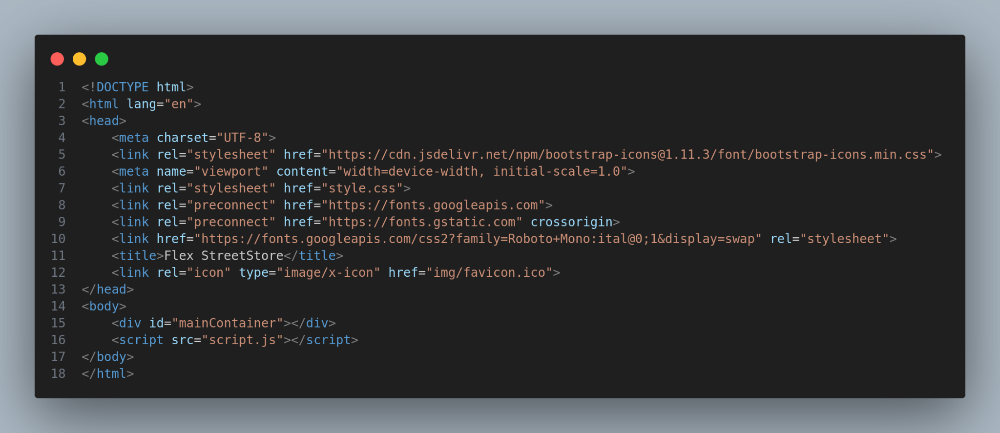 1 <!DOCTYPE html>
2 <html lang="en">
3 <head>
4     <meta charset="UTF-8">
5     <link rel="stylesheet" href="https://cdn.jsdelivr.net/npm/bootstrap-icons@1.11.3/font/bootstrap-icons.min.css">
6     <meta name="viewport" content="width=device-width, initial-scale=1.0">
7     <link rel="stylesheet" href="style.css">
8     <link rel="preconnect" href="https://fonts.googleapis.com">
9     <link rel="preconnect" href="https://fonts.gstatic.com" crossorigin>
10     <link href="https://fonts.googleapis.com/css2?family=Roboto+Mono:ital@0;1&display=swap" rel="stylesheet">
11     <title>Flex StreetStore</title>
12     <link rel="icon" type="image/x-icon" href="img/favicon.ico">
13 </head>
14 <body>
15     <div id="mainContainer"></div>
16     <script src="script.js"></script>
17 </body>
18 </html>